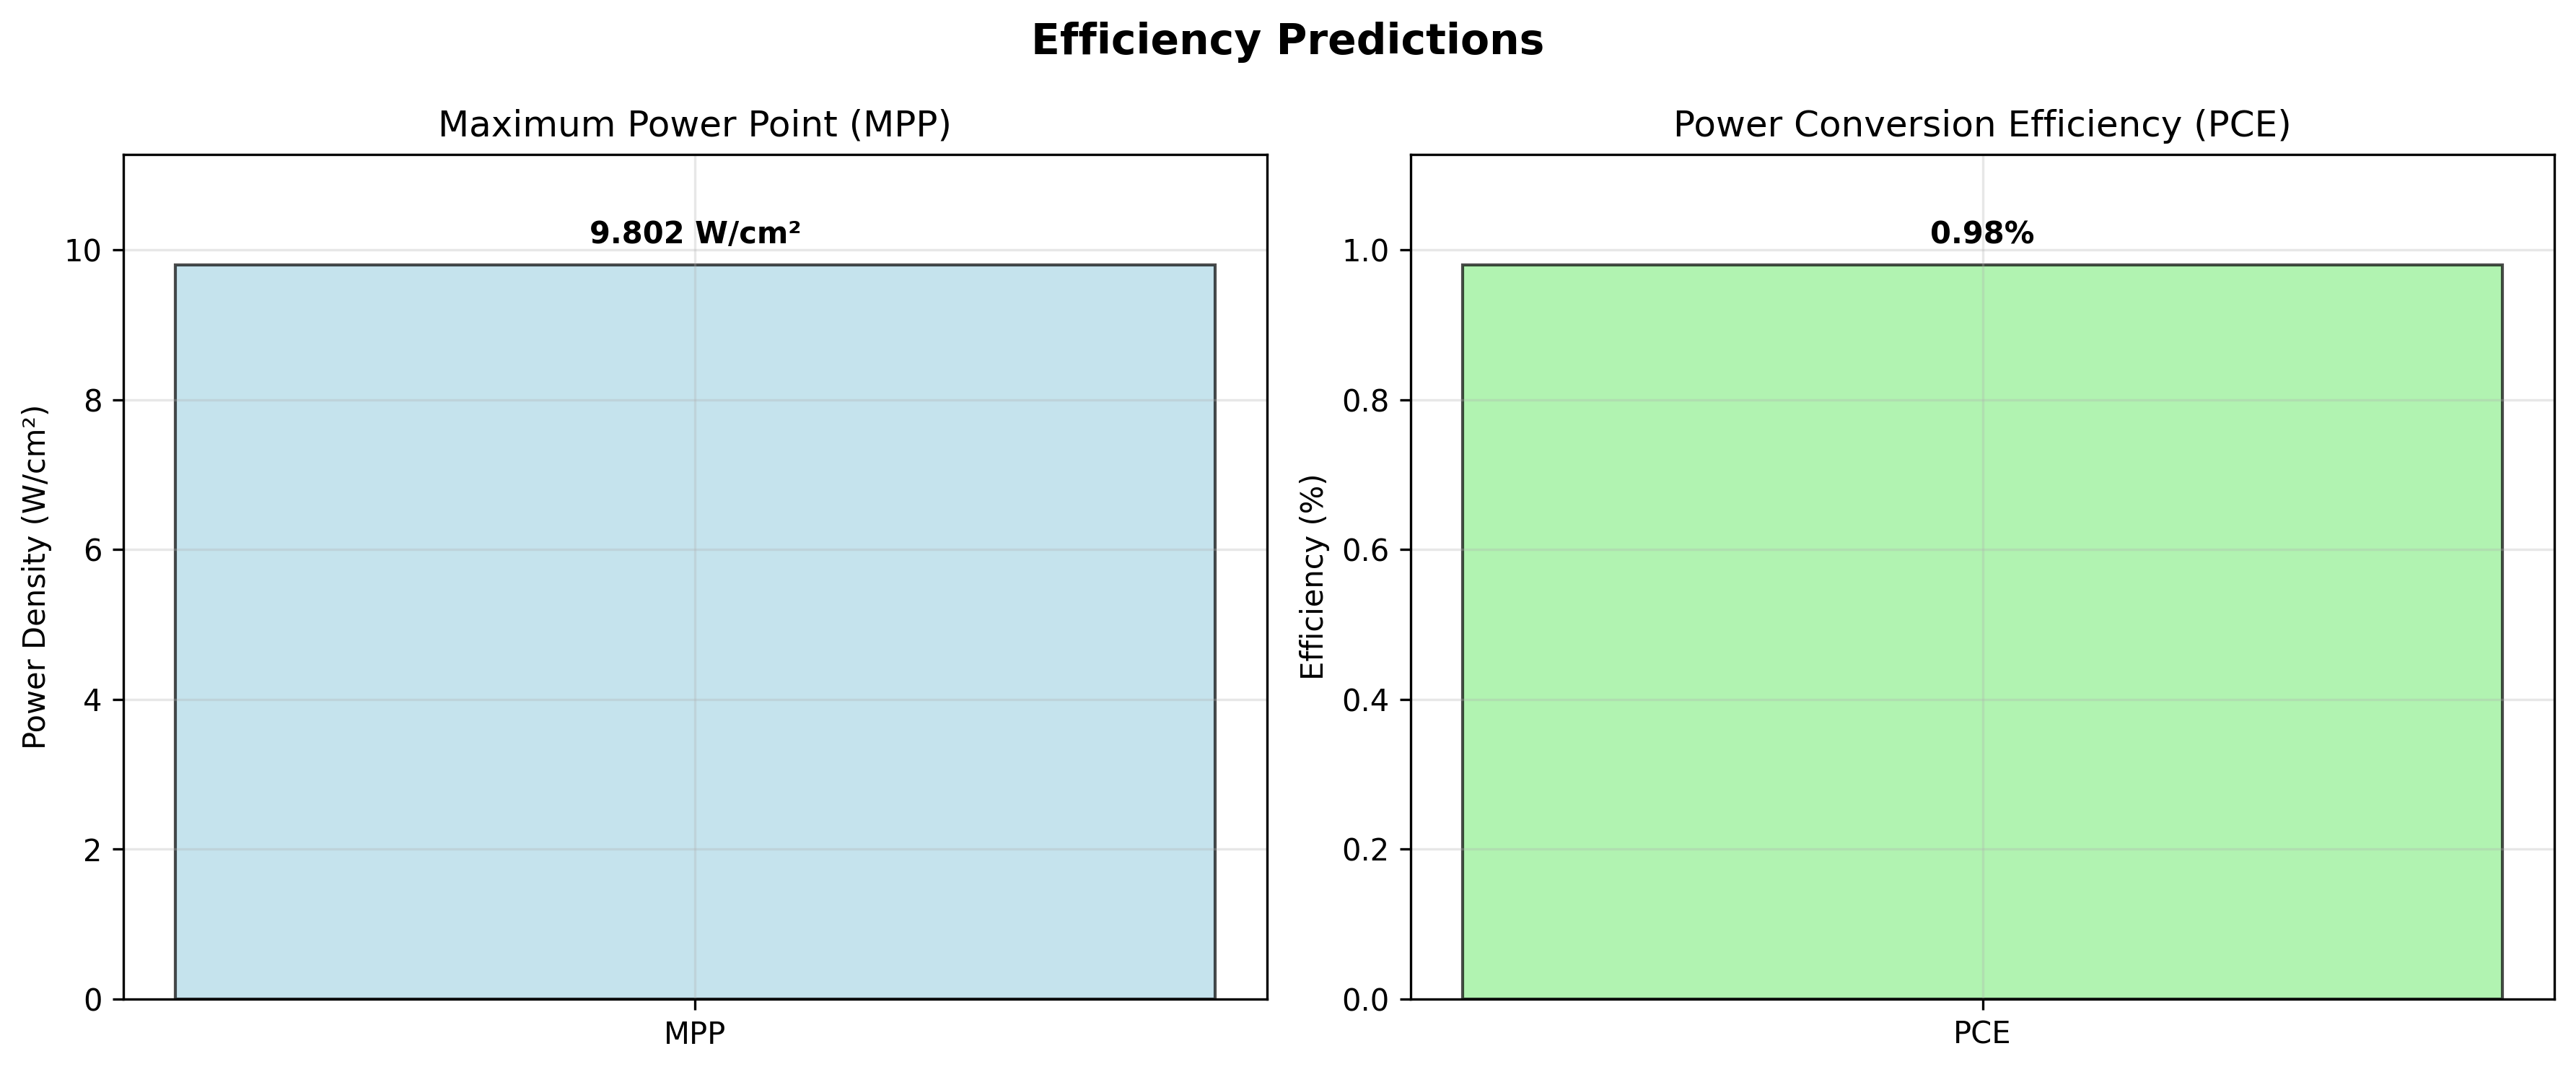 Efficiency Predictions
Maximum Power Point (MPP)
Power Density (W/cm²)
10
8
6
4
2
0
9.802 W/cm²
MPP
Power Conversion Efficiency (PCE)
Efficiency (%)
1.0
0.8
0.6
0.4
0.2
0.0
0.98%
PCE